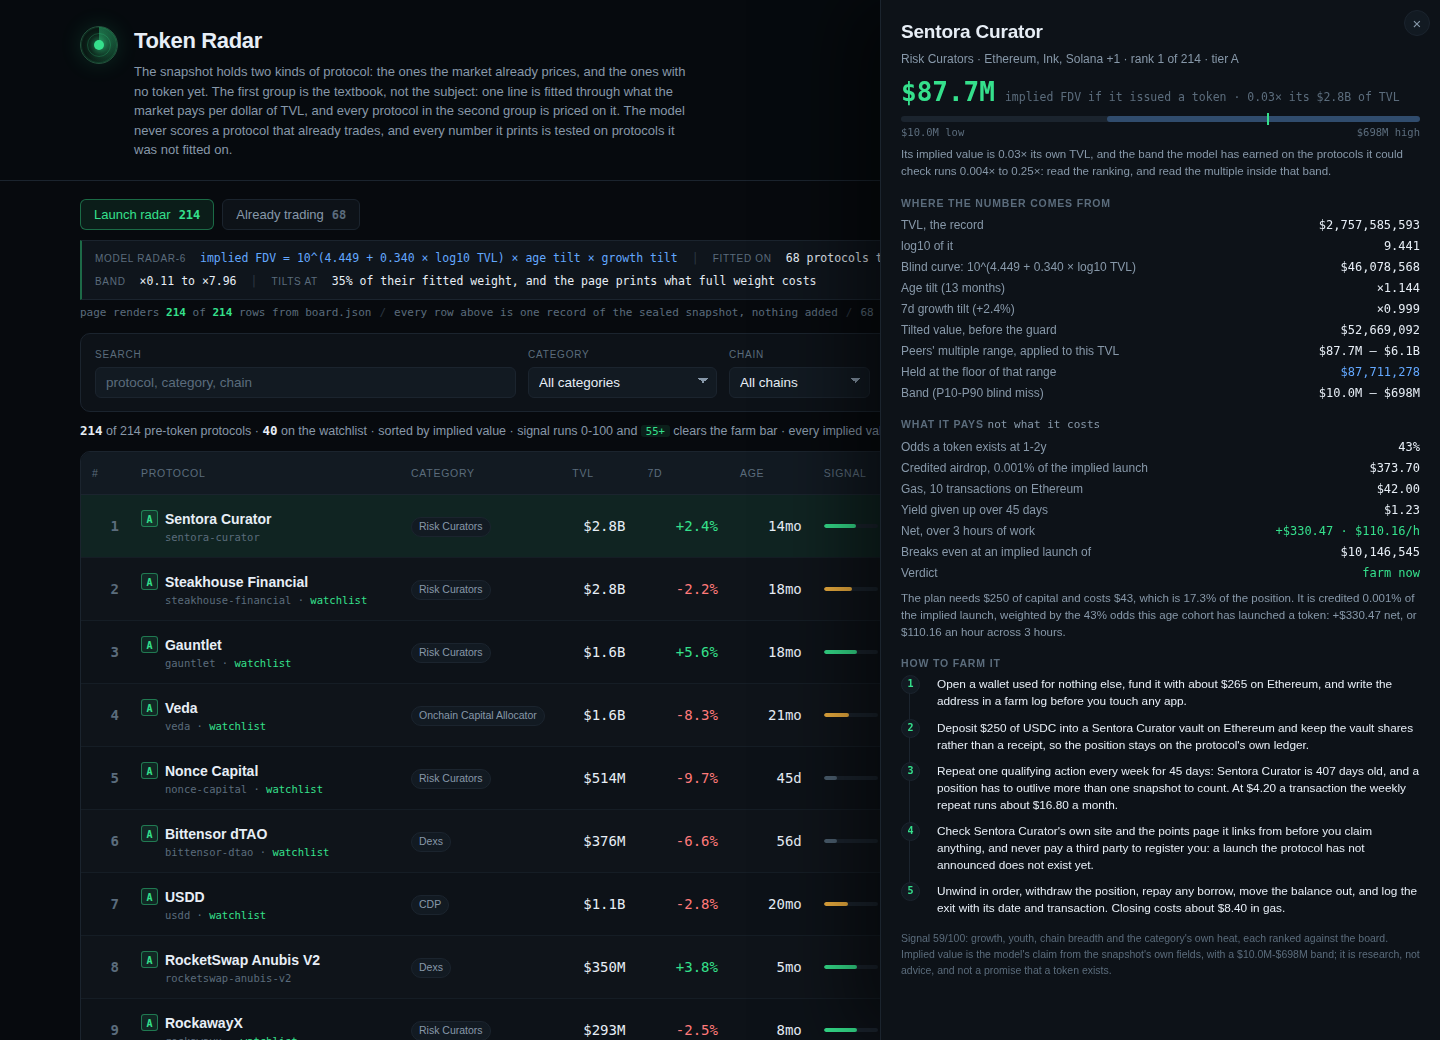 Token Radar
The snapshot holds two kinds of protocol: the ones the market already prices, and the ones with
no token yet. The first group is the textbook, not the subject: one line is fitted through what the
market pays per dollar of TVL, and every protocol in the second group is priced on it. The model
never scores a protocol that already trades, and every number it prints is tested on protocols it
was not fitted on.
Launch radar 214
Already trading 68
MODEL RADAR-6 implied FDV = 10^(4.449 + 0.340 × log10 TVL) × age tilt × growth tilt | FITTED ON 68 protocols t
BAND ×0.11 to ×7.96 | TILTS AT 35% of their fitted weight, and the page prints what full weight costs
page renders 214 of 214 rows from board.json / every row above is one record of the sealed snapshot, nothing added / 68
SEARCH CATEGORY CHAIN
protocol, category, chain All categories All chains
214 of 214 pre-token protocols · 40 on the watchlist · sorted by implied value · signal runs 0-100 and 55+ clears the farm bar · every implied va
# PROTOCOL CATEGORY TVL 7D AGE SIGNAL
1 A Sentora Curator Risk Curators $2.8B +2.4% 14mo
sentora-curator
2 A Steakhouse Financial Risk Curators $2.8B -2.2% 18mo
steakhouse-financial · watchlist
3 A Gauntlet Risk Curators $1.6B +5.6% 18mo
gauntlet · watchlist
4 A Veda Onchain Capital Allocator $1.6B -8.3% 21mo
veda · watchlist
5 A Nonce Capital Risk Curators $514M -9.7% 45d
nonce-capital · watchlist
6 A Bittensor dTAO Dexs $376M -6.6% 56d
bittensor-dtao · watchlist
7 A USDD CDP $1.1B -2.8% 20mo
usdd · watchlist
8 A RocketSwap Anubis V2 Dexs $350M +3.8% 5mo
rocketswap-anubis-v2
9 A RockawayX Risk Curators $293M -2.5% 8mo
Sentora Curator
×
Risk Curators · Ethereum, Ink, Solana +1 · rank 1 of 214 · tier A
$87.7M implied FDV if it issued a token · 0.03× its $2.8B of TVL
$10.0M low $698M high
Its implied value is 0.03× its own TVL, and the band the model has earned on the protocols it could
check runs 0.004× to 0.25×: read the ranking, and read the multiple inside that band.
WHERE THE NUMBER COMES FROM
TVL, the record $2,757,585,593
log10 of it 9.441
Blind curve: 10^(4.449 + 0.340 × log10 TVL) $46,078,568
Age tilt (13 months) ×1.144
7d growth tilt (+2.4%) ×0.999
Tilted value, before the guard $52,669,092
Peers' multiple range, applied to this TVL $87.7M — $6.1B
Held at the floor of that range $87,711,278
Band (P10-P90 blind miss) $10.0M — $698M
WHAT IT PAYS not what it costs
Odds a token exists at 1-2y 43%
Credited airdrop, 0.001% of the implied launch $373.70
Gas, 10 transactions on Ethereum $42.00
Yield given up over 45 days $1.23
Net, over 3 hours of work +$330.47 · $110.16/h
Breaks even at an implied launch of $10,146,545
Verdict farm now
The plan needs $250 of capital and costs $43, which is 17.3% of the position. It is credited 0.001% of
the implied launch, weighted by the 43% odds this age cohort has launched a token: +$330.47 net, or
$110.16 an hour across 3 hours.
HOW TO FARM IT
1 Open a wallet used for nothing else, fund it with about $265 on Ethereum, and write the
address in a farm log before you touch any app.
2 Deposit $250 of USDC into a Sentora Curator vault on Ethereum and keep the vault shares
rather than a receipt, so the position stays on the protocol's own ledger.
3 Repeat one qualifying action every week for 45 days: Sentora Curator is 407 days old, and a
position has to outlive more than one snapshot to count. At $4.20 a transaction the weekly
repeat runs about $16.80 a month.
4 Check Sentora Curator's own site and the points page it links from before you claim
anything, and never pay a third party to register you: a launch the protocol has not
announced does not exist yet.
5 Unwind in order, withdraw the position, repay any borrow, move the balance out, and log the
exit with its date and transaction. Closing costs about $8.40 in gas.
Signal 59/100: growth, youth, chain breadth and the category's own heat, each ranked against the board.
Implied value is the model's claim from the snapshot's own fields, with a $10.0M-$698M band; it is research, not
advice, and not a promise that a token exists.